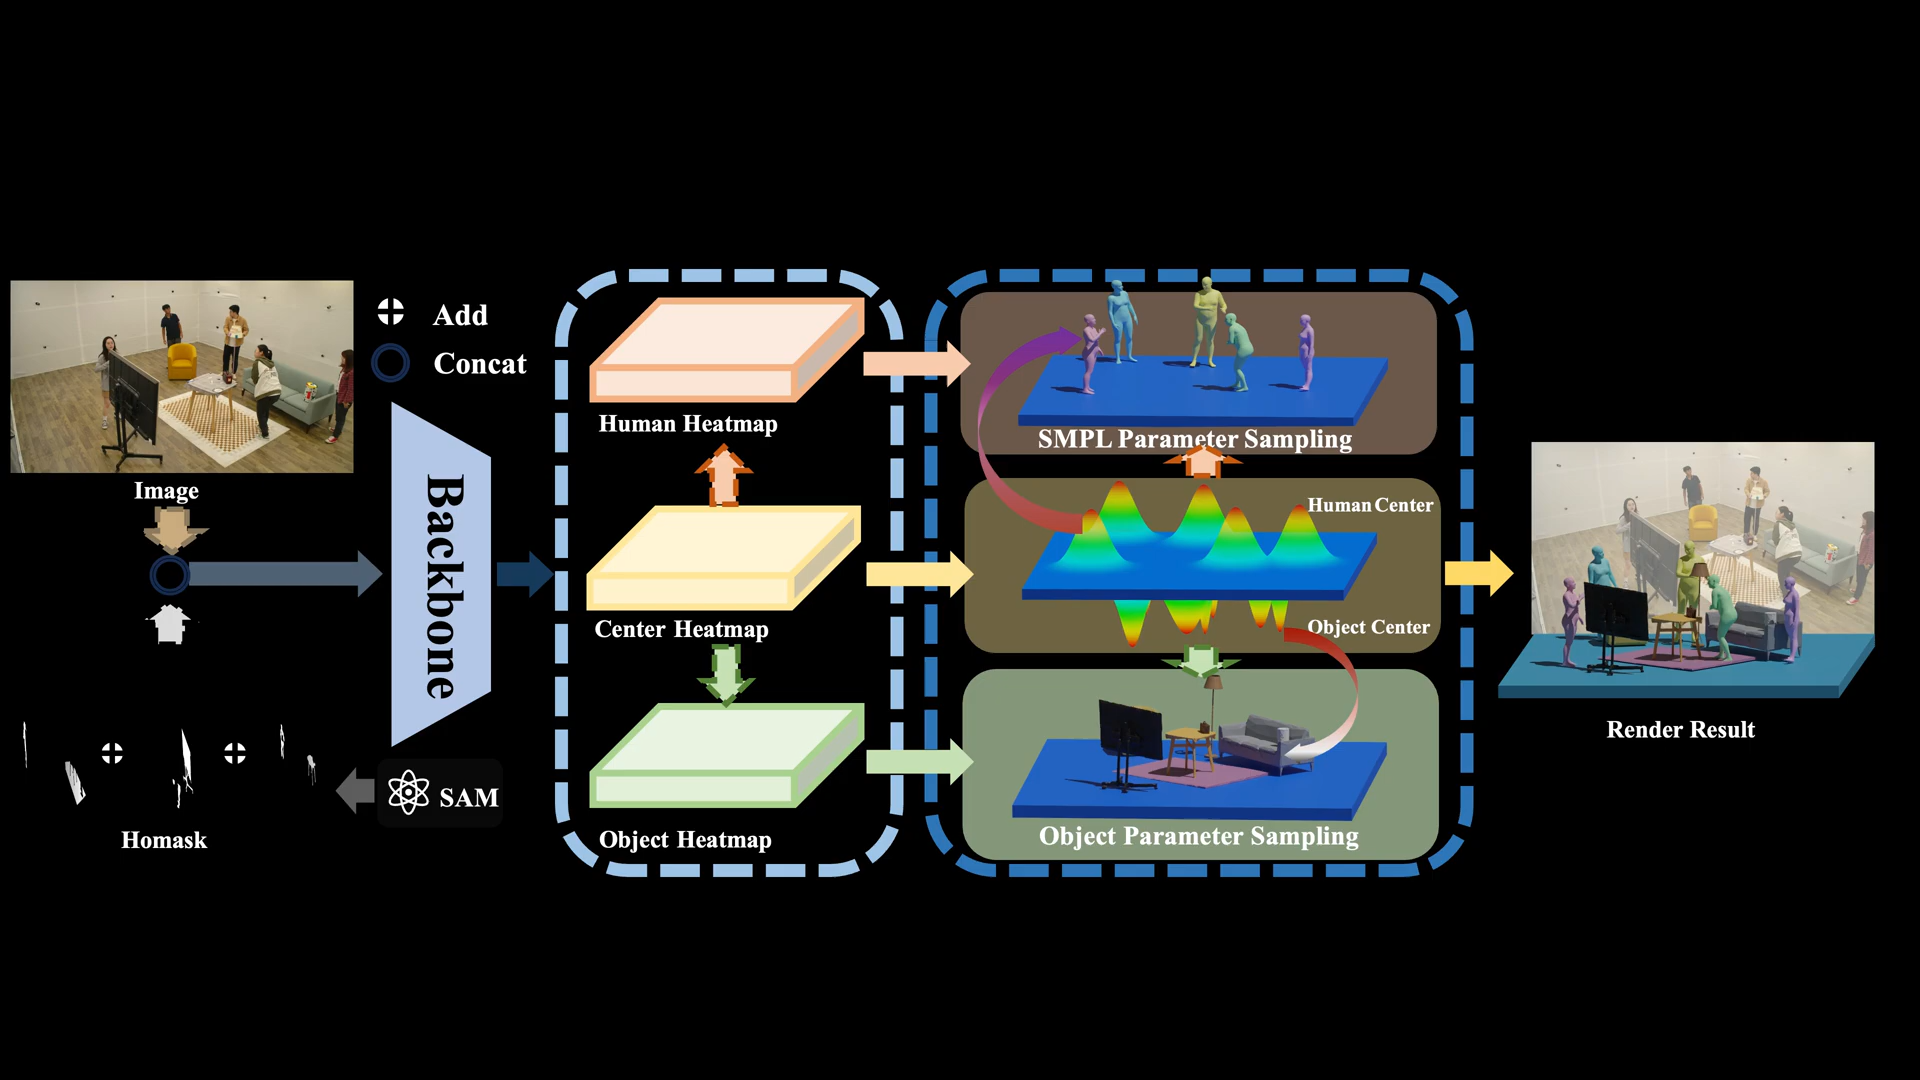 Image
Add
Concat
Backbone
SAM
Homask
Human Heatmap
Center Heatmap
Object Heatmap
SMPL Parameter Sampling
Human Center
Object Center
Object Parameter Sampling
Render Result